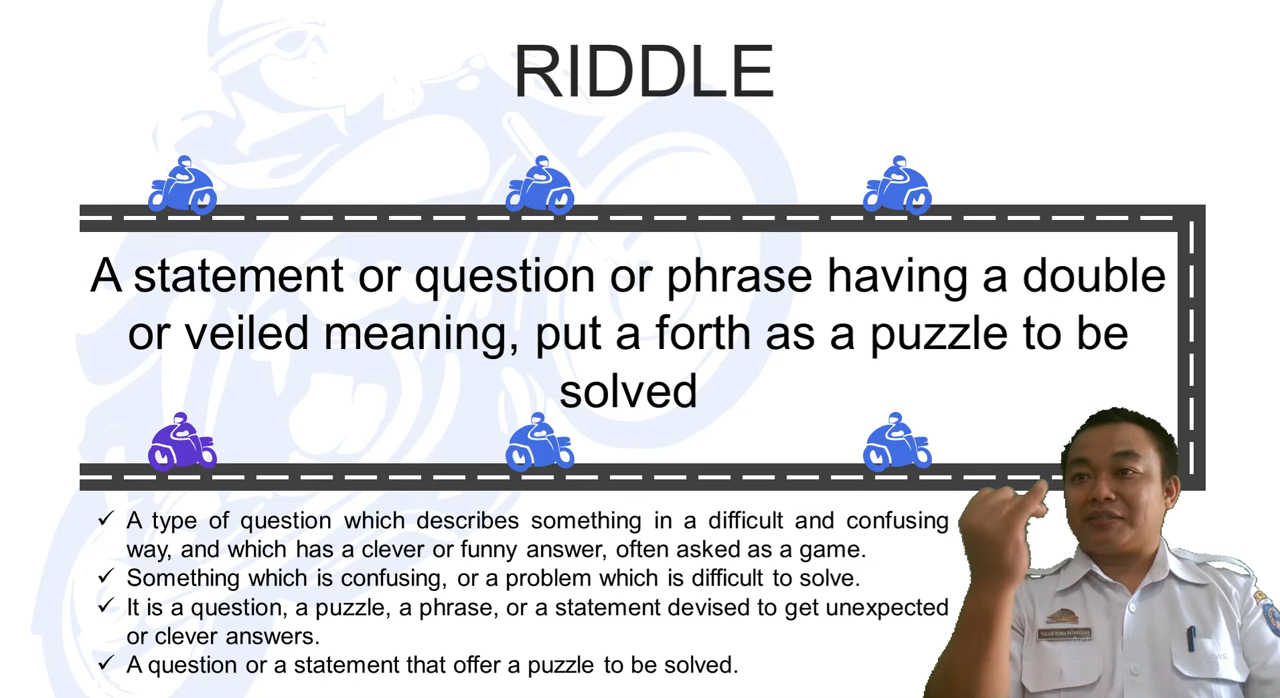 RIDDLE
A statement or question or phrase having a double
or veiled meaning, put a forth as a puzzle to be
solved
✓ A type of question which describes something in a difficult and confusing
way, and which has a clever or funny answer, often asked as a game.
✓ Something which is confusing, or a problem which is difficult to solve.
✓ It is a question, a puzzle, a phrase, or a statement devised to get unexpected
or clever answers.
✓ A question or a statement that offer a puzzle to be solved.